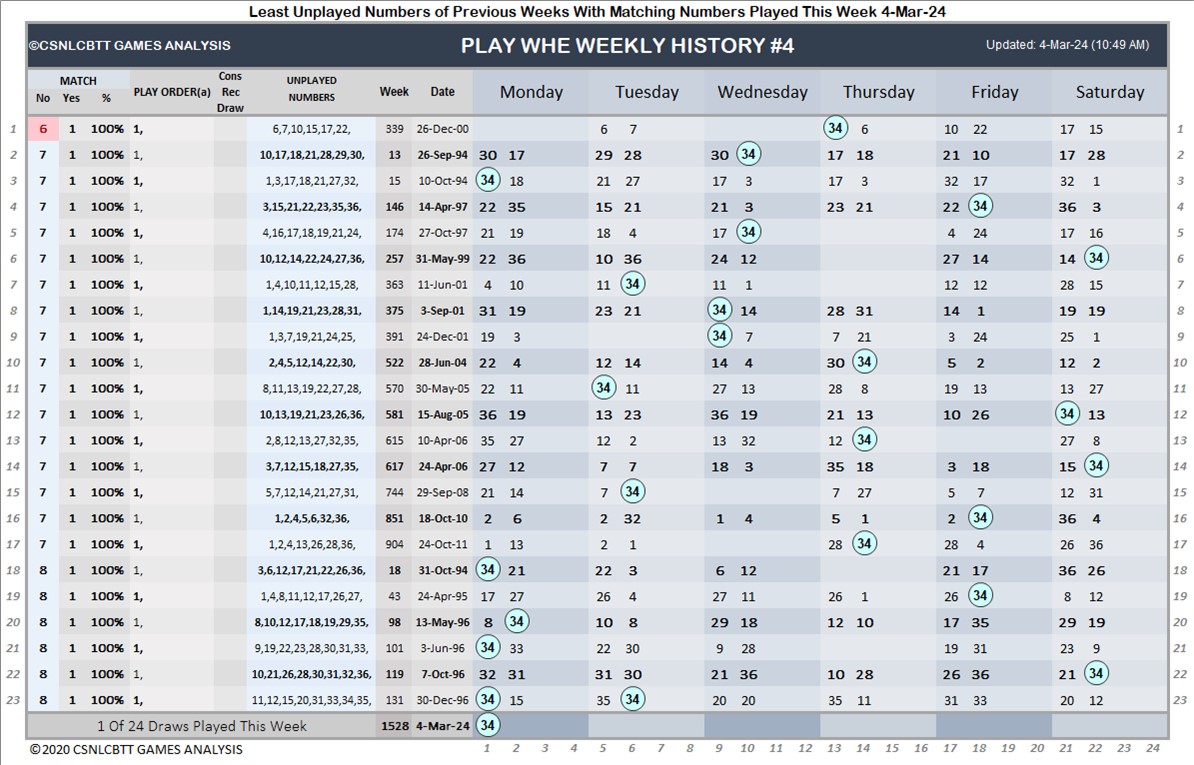 Least Unplayed Numbers of Previous Weeks With Matching Numbers Played This Week 4-Mar-24
©CSNLCBTT GAMES ANALYSIS PLAY WHE WEEKLY HISTORY #4 Updated: 4-Mar-24 (10:49 AM)
MATCH No Yes % PLAY ORDER(a) Cons Rec Draw UNPLAYED NUMBERS Week Date Monday Tuesday Wednesday Thursday Friday Saturday
1 6 1 100% 1, 6,7,10,15,17,22, 339 26-Dec-00 6 7 34 6 10 22 17 15 1
2 7 1 100% 1, 10,17,18,21,28,29,30, 13 26-Sep-94 30 17 29 28 30 34 17 18 21 10 17 28 2
3 7 1 100% 1, 1,3,17,18,21,27,32, 15 10-Oct-94 34 18 21 27 17 3 17 3 32 17 32 1 3
4 7 1 100% 1, 3,15,21,22,23,35,36, 146 14-Apr-97 22 35 15 21 21 3 23 21 22 34 36 3 4
5 7 1 100% 1, 4,16,17,18,19,21,24, 174 27-Oct-97 21 19 18 4 17 34 4 24 17 16 5
6 7 1 100% 1, 10,12,14,22,24,27,36, 257 31-May-99 22 36 10 36 24 12 27 14 14 34 6
7 7 1 100% 1, 1,4,10,11,12,15,28, 363 11-Jun-01 4 10 11 34 11 1 12 12 28 15 7
8 7 1 100% 1, 1,14,19,21,23,28,31, 375 3-Sep-01 31 19 23 21 34 14 28 31 14 1 19 19 8
9 7 1 100% 1, 1,3,7,19,21,24,25, 391 24-Dec-01 19 3 34 7 7 21 3 24 25 1 9
10 7 1 100% 1, 2,4,5,12,14,22,30, 522 28-Jun-04 22 4 12 14 14 4 30 34 5 2 12 2 10
11 7 1 100% 1, 8,11,13,19,22,27,28, 570 30-May-05 22 11 34 11 27 13 28 8 19 13 13 27 11
12 7 1 100% 1, 10,13,19,21,23,26,36, 581 15-Aug-05 36 19 13 23 36 19 21 13 10 26 34 13 12
13 7 1 100% 1, 2,8,12,13,27,32,35, 615 10-Apr-06 35 27 12 2 13 32 12 34 27 8 13
14 7 1 100% 1, 3,7,12,15,18,27,35, 617 24-Apr-06 27 12 7 7 18 3 35 18 3 18 15 34 14
15 7 1 100% 1, 5,7,12,14,21,27,31, 744 29-Sep-08 21 14 7 34 7 27 5 7 12 31 15
16 7 1 100% 1, 1,2,4,5,6,32,36, 851 18-Oct-10 2 6 2 32 1 4 5 1 2 34 36 4 16
17 7 1 100% 1, 1,2,4,13,26,28,36, 904 24-Oct-11 1 13 2 1 28 34 28 4 26 36 17
18 8 1 100% 1, 3,6,12,17,21,22,26,36, 18 31-Oct-94 34 21 22 3 6 12 21 17 36 26 18
19 8 1 100% 1, 1,4,8,11,12,17,26,27, 43 24-Apr-95 17 27 26 4 27 11 26 1 26 34 8 12 19
20 8 1 100% 1, 8,10,12,17,18,19,29,35, 98 13-May-96 8 34 10 8 29 18 12 10 17 35 29 19 20
21 8 1 100% 1, 9,19,22,23,28,30,31,33, 101 3-Jun-96 34 33 22 30 9 28 19 31 23 9 21
22 8 1 100% 1, 10,21,26,28,30,31,32,36, 119 7-Oct-96 32 31 31 30 21 36 10 28 26 36 21 34 22
23 8 1 100% 1, 11,12,15,20,31,33,34,35, 131 30-Dec-96 34 15 35 34 20 20 35 11 31 33 20 12 23
1 Of 24 Draws Played This Week 1528 4-Mar-24 34
©2020 CSNLCBTT GAMES ANALYSIS 1 2 3 4 5 6 7 8 9 10 11 12 13 14 15 16 17 18 19 20 21 22 23 24